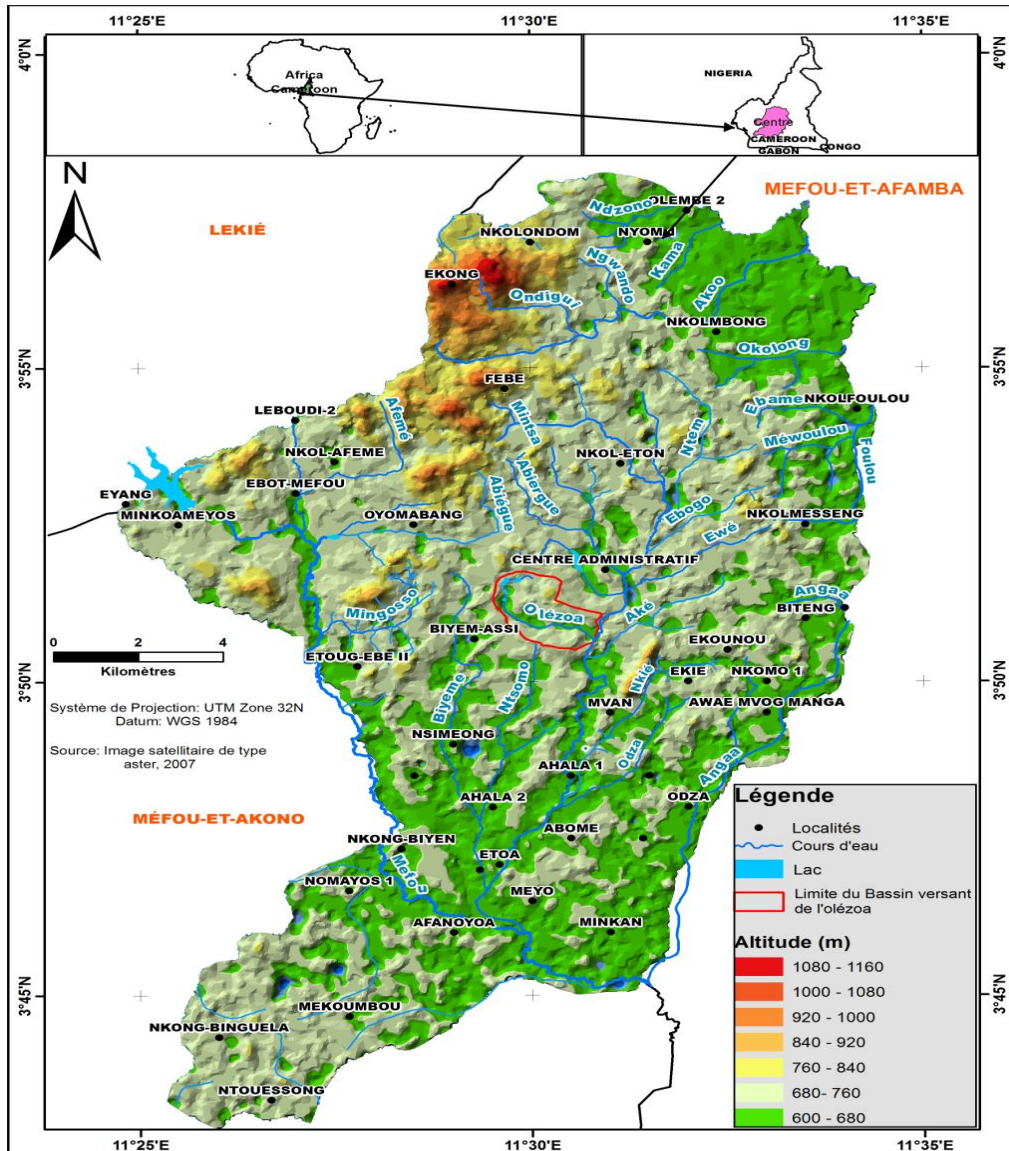 11°25'E
11°30'E
11°35'E
4°0'N
4°0'N
Africa
Cameroon
NIGERIA
Centre
CAMEROON
GABON
CONGO
N
LEKIÉ
MEFOU-ET-AFAMBA
Ndzono
OLEMBE 2
NKOLONDOM
NYOM 1
Ngwando
Kama
EKONG
Ondigui
Akoo
NKOLMBONG
Okolong
3°55'N
3°55'N
FEBE
Ebame
NKOLFOULOU
LEBOUDI-2
Afemé
Mintsa
Ntem
Méwoulou
Foulou
NKOL-AFEME
NKOL-ETON
Abiergue
Abiégue
EBOT-MEFOU
Ebogo
EYANG
MINKOAMEYOS
OYOMABANG
Ewé
NKOLMESSENG
CENTRE ADMINISTRATIF
Angaa
Mingosso
Olézoa
Aké
BITENG
BIYEM-ASSI
0 2 4
Kilomètres
ETOUG-EBE II
EKOUNOU
Nkié
EKIE
NKOMO 1
3°50'N
3°50'N
Biyeme
Ntsomo
MVAN
AWAE MVOG MANGA
Système de Projection: UTM Zone 32N
Datum: WGS 1984
NSIMEONG
Odza
Angaa
Source: Image satellitaire de type
aster, 2007
AHALA 1
AHALA 2
ODZA
MÉFOU-ET-AKONO
NKONG-BIYEN
ABOME
Mefou
ETOA
NOMAYOS 1
MEYO
AFANOYOA
MINKAN
3°45'N
3°45'N
MEKOUMBOU
NKONG-BINGUELA
NTOUESSONG
Légende
Localités
Cours d'eau
Lac
Limite du Bassin versant
de l'olézoa
Altitude (m)
1080 - 1160
1000 - 1080
920 - 1000
840 - 920
760 - 840
680- 760
600 - 680
11°25'E
11°30'E
11°35'E